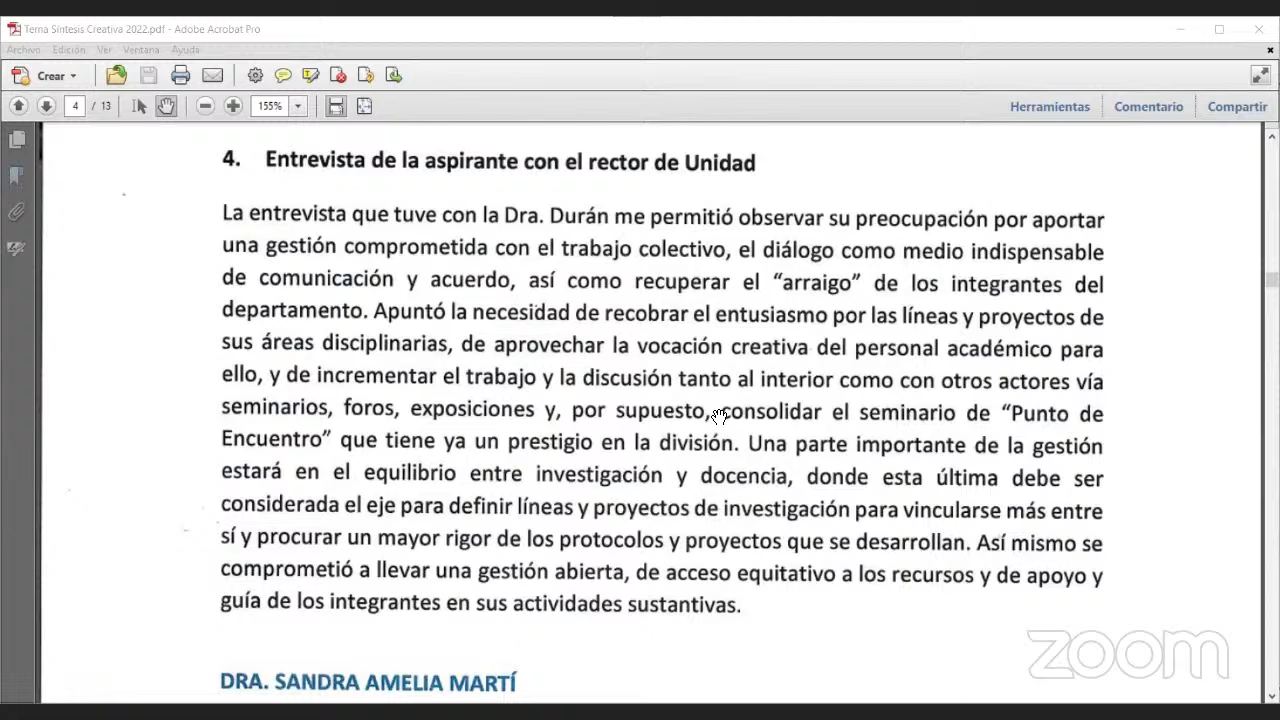 Terna Síntesis Creativa 2022.pdf - Adobe Acrobat Pro
Archivo Edición Ver Ventana Ayuda
Crear
4 / 13 155% Herramientas Comentario Compartir
4. Entrevista de la aspirante con el rector de Unidad
La entrevista que tuve con la Dra. Durán me permitió observar su preocupación por aportar
una gestión comprometida con el trabajo colectivo, el diálogo como medio indispensable
de comunicación y acuerdo, así como recuperar el “arraigo” de los integrantes del
departamento. Apuntó la necesidad de recobrar el entusiasmo por las líneas y proyectos de
sus áreas disciplinarias, de aprovechar la vocación creativa del personal académico para
ello, y de incrementar el trabajo y la discusión tanto al interior como con otros actores vía
seminarios, foros, exposiciones y, por supuesto, consolidar el seminario de “Punto de
Encuentro” que tiene ya un prestigio en la división. Una parte importante de la gestión
estará en el equilibrio entre investigación y docencia, donde esta última debe ser
considerada el eje para definir líneas y proyectos de investigación para vincularse más entre
sí y procurar un mayor rigor de los protocolos y proyectos que se desarrollan. Así mismo se
comprometió a llevar una gestión abierta, de acceso equitativo a los recursos y de apoyo y
guía de los integrantes en sus actividades sustantivas.
DRA. SANDRA AMELIA MARTÍ
zoom